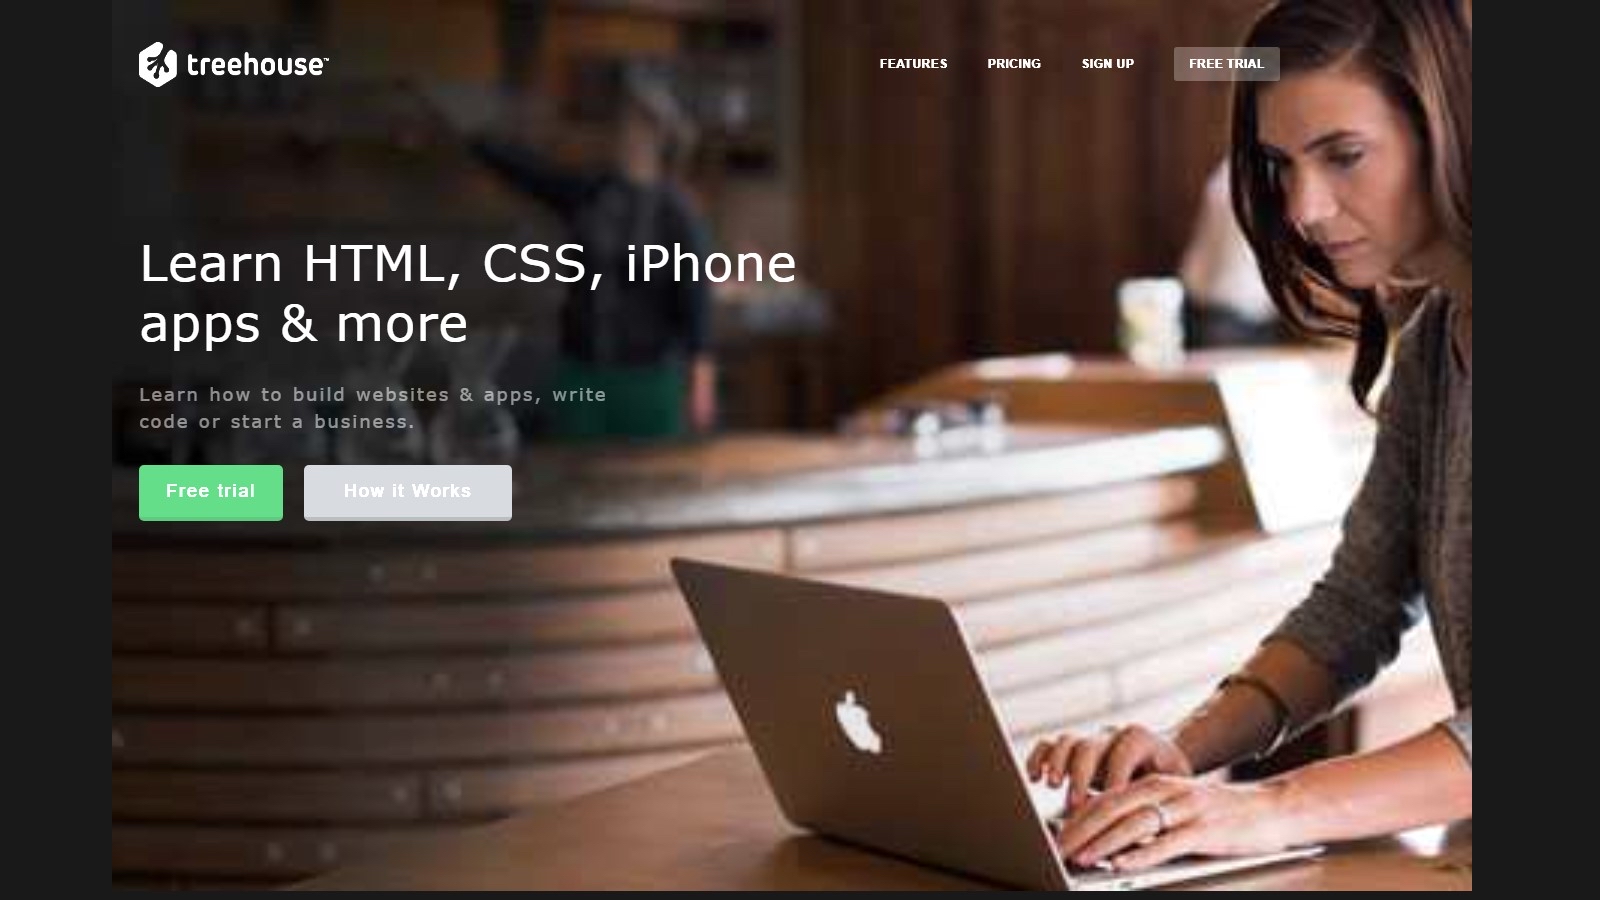 treehouse™
FEATURES PRICING SIGN UP FREE TRIAL
Learn HTML, CSS, iPhone
apps & more
Learn how to build websites & apps, write
code or start a business.
Free trial How it Works